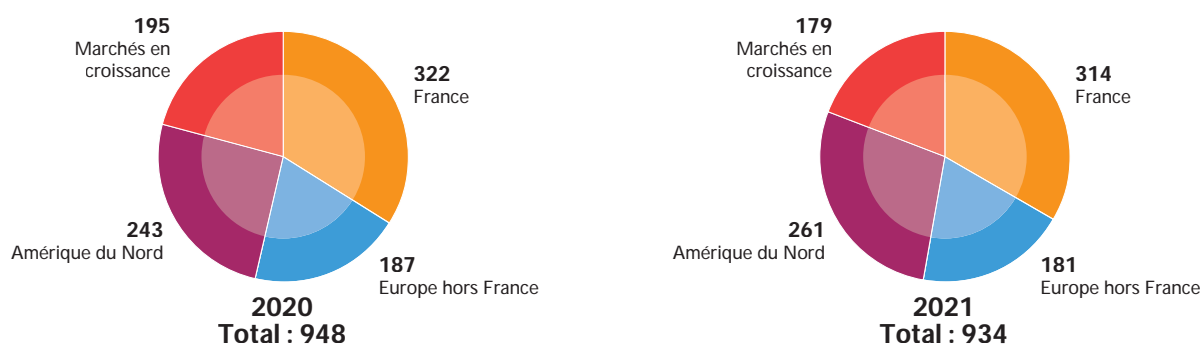 195
Marchés en
croissance
322
France
243
Amérique du Nord
187
Europe hors France
2020
Total : 948
179
Marchés en
croissance
314
France
261
Amérique du Nord
181
Europe hors France
2021
Total : 934